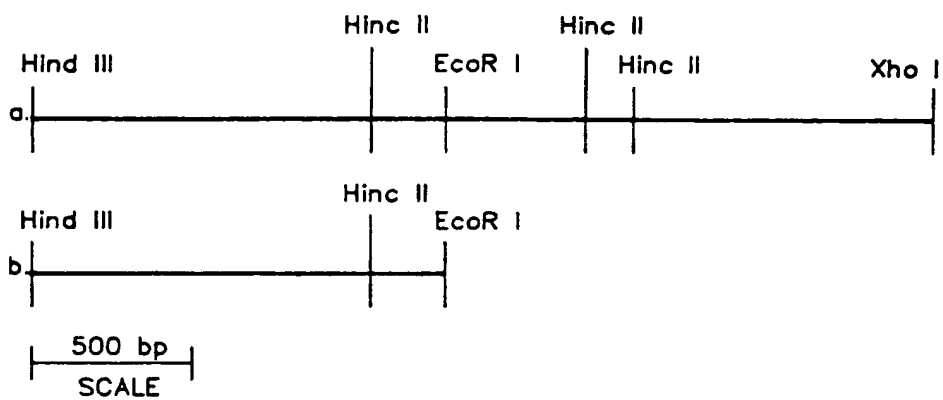 Hinc II Hinc II
Hind III EcoR I Hinc II Xho I
a.
Hinc II
Hind III EcoR I
b.
500 bp
SCALE